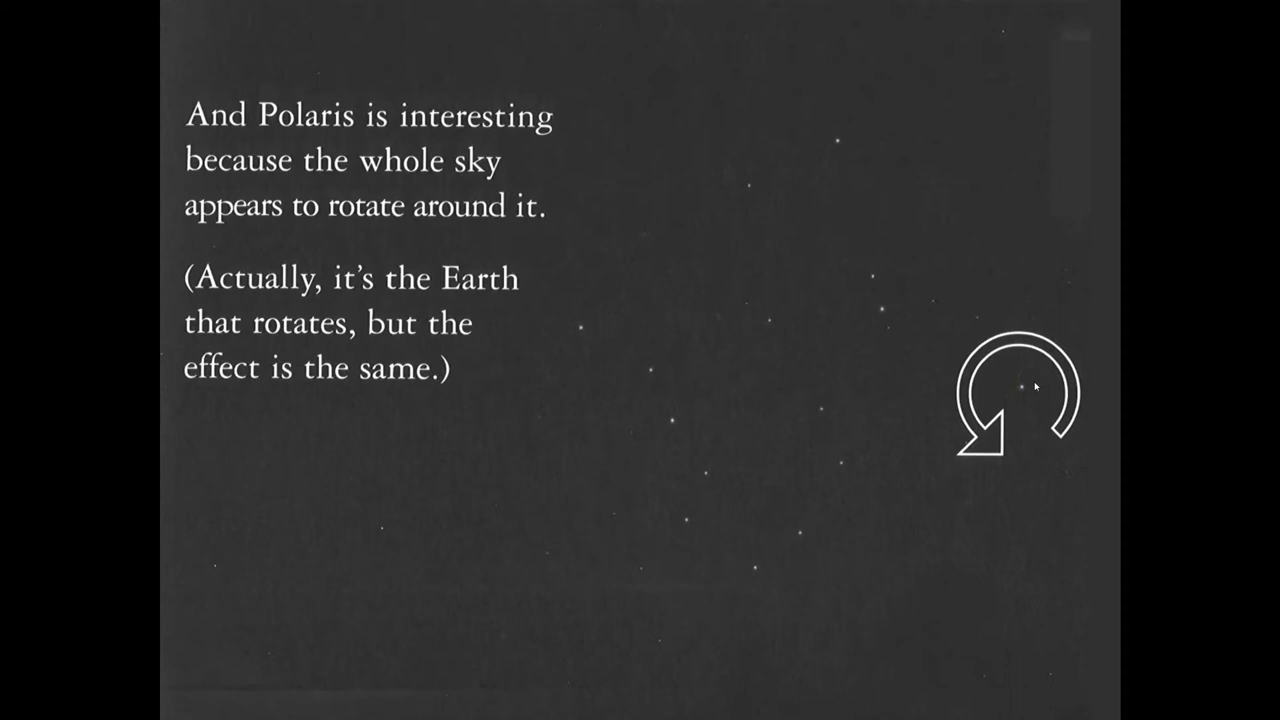 And Polaris is interesting
because the whole sky
appears to rotate around it.
(Actually, it’s the Earth
that rotates, but the
effect is the same.)